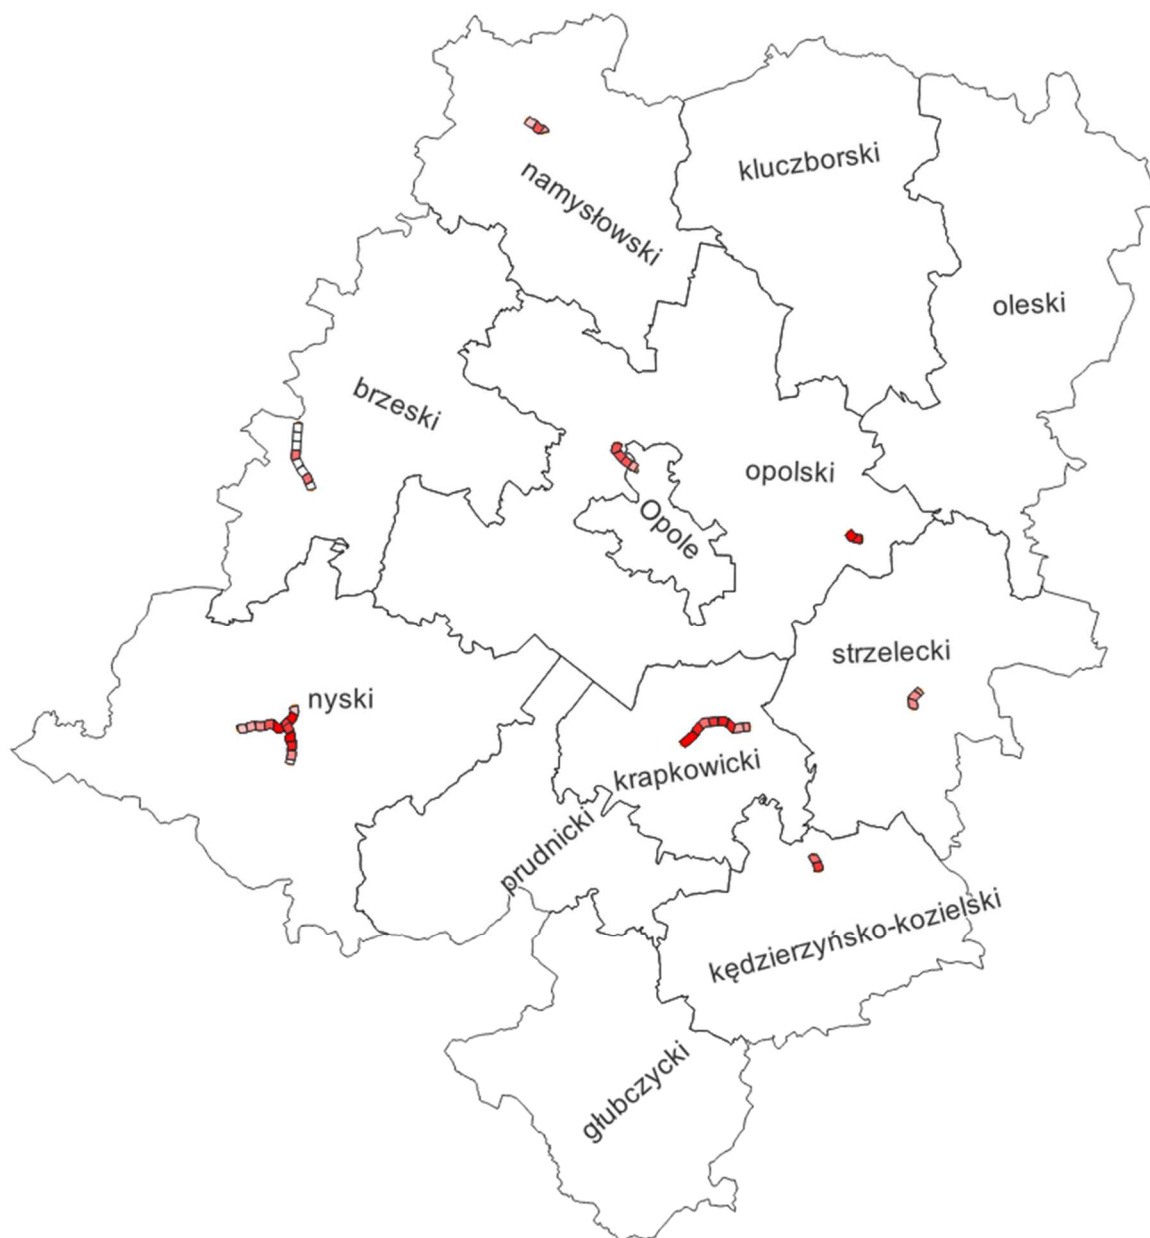 kluczborski
namysłowski
oleski
brzeski
opolski
Opole
strzelecki
nyski
krapkowicki
prudnicki
kędzierzyńsko-kozielski
głubczycki